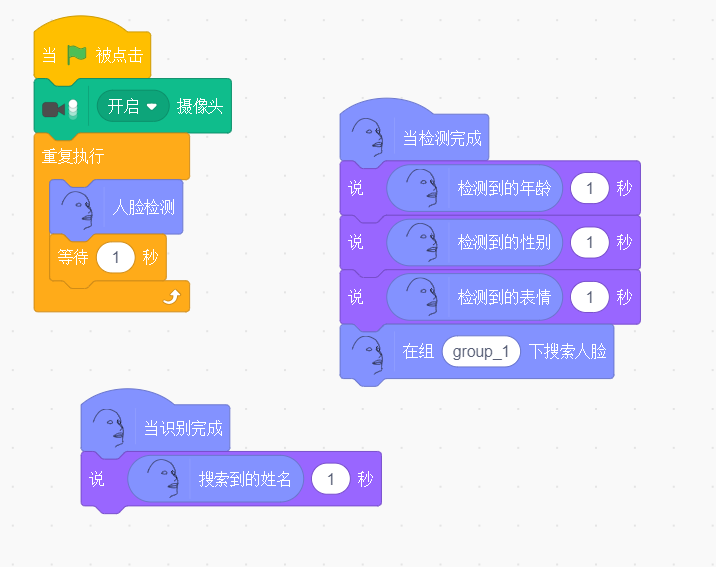 当 被点击
开启 摄像头
重复执行
人脸检测
等待 1 秒
当检测完成
说 检测到的年龄 1 秒
说 检测到的性别 1 秒
说 检测到的表情 1 秒
在组 group_1 下搜索人脸
当识别完成
说 搜索到的姓名 1 秒